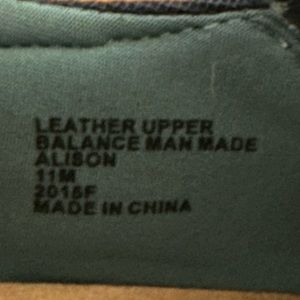 LEATHER UPPER
BALANCE MAN MADE
ALISON
11M
2016F
MADE IN CHINA